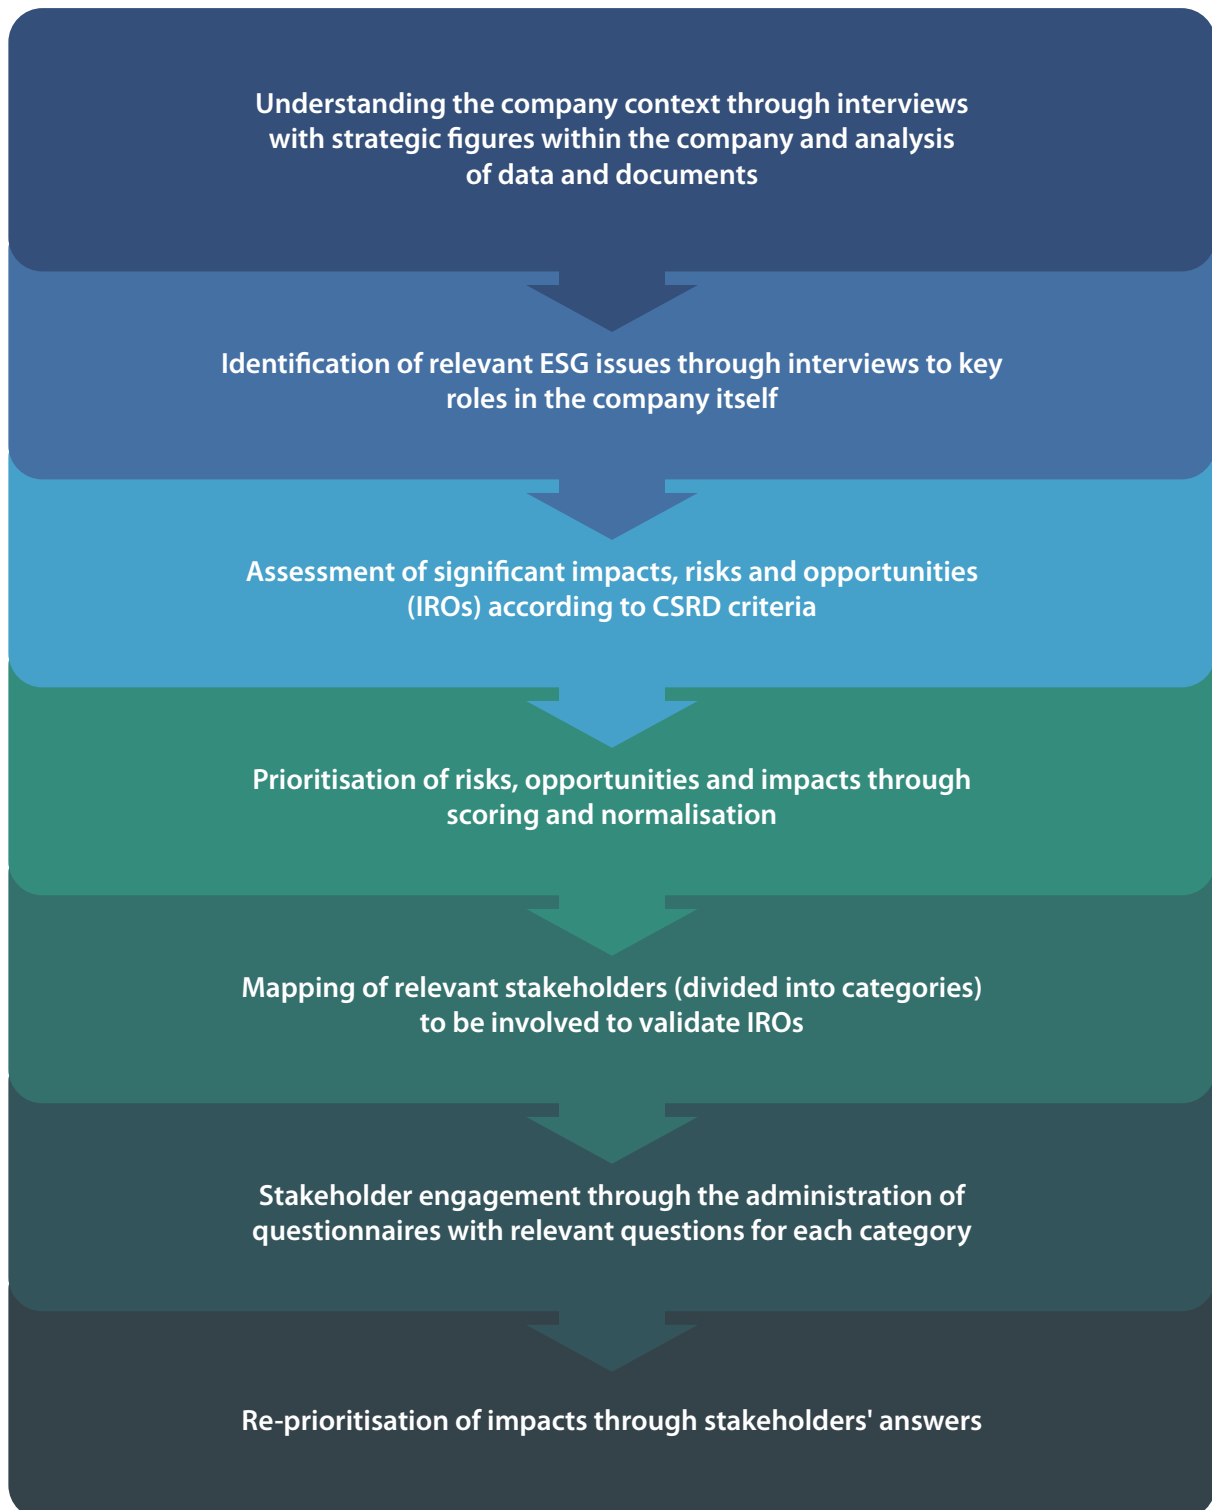 Understanding the company context through interviews
with strategic figures within the company and analysis
of data and documents
Identification of relevant ESG issues through interviews to key
roles in the company itself
Assessment of significant impacts, risks and opportunities
(IROs) according to CSRD criteria
Prioritisation of risks, opportunities and impacts through
scoring and normalisation
Mapping of relevant stakeholders (divided into categories)
to be involved to validate IROs
Stakeholder engagement through the administration of
questionnaires with relevant questions for each category
Re-prioritisation of impacts through stakeholders' answers